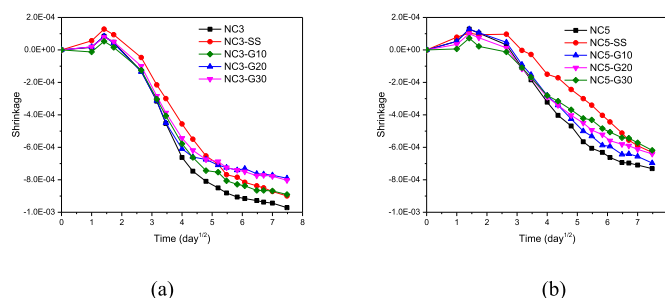 2.0E-04
0.0E+00
-2.0E-04
-4.0E-04
-6.0E-04
-8.0E-04
-1.0E-03
Shrinkage
0 1 2 3 4 5 6 7 8
Time (day1/2)
NC3
NC3-SS
NC3-G10
NC3-G20
NC3-G30
(a)
2.0E-04
0.0E+00
-2.0E-04
-4.0E-04
-6.0E-04
-8.0E-04
-1.0E-03
Shrinkage
0 1 2 3 4 5 6 7 8
Time (day1/2)
NC5
NC5-SS
NC5-G10
NC5-G20
NC5-G30
(b)